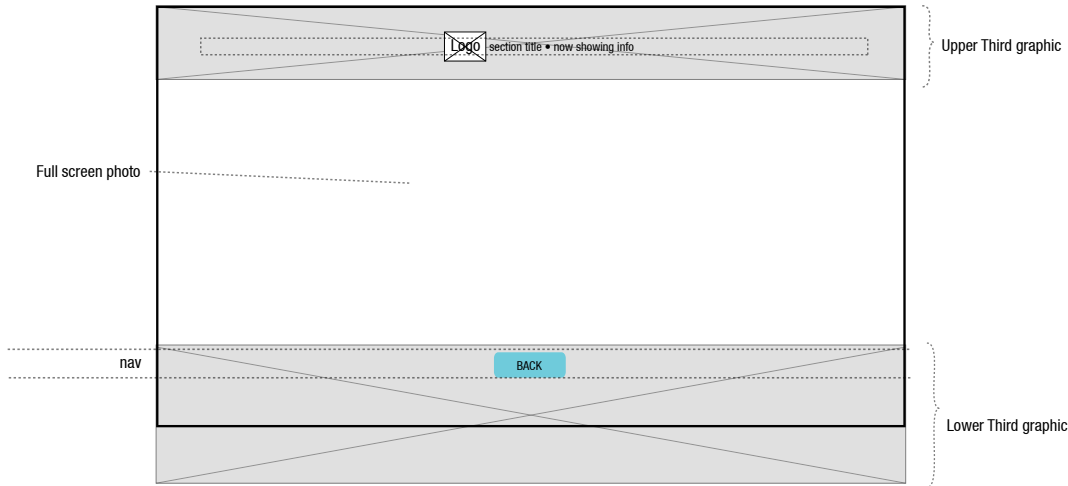 Logo section title • now showing info
Upper Third graphic
Full screen photo
nav
BACK
Lower Third graphic